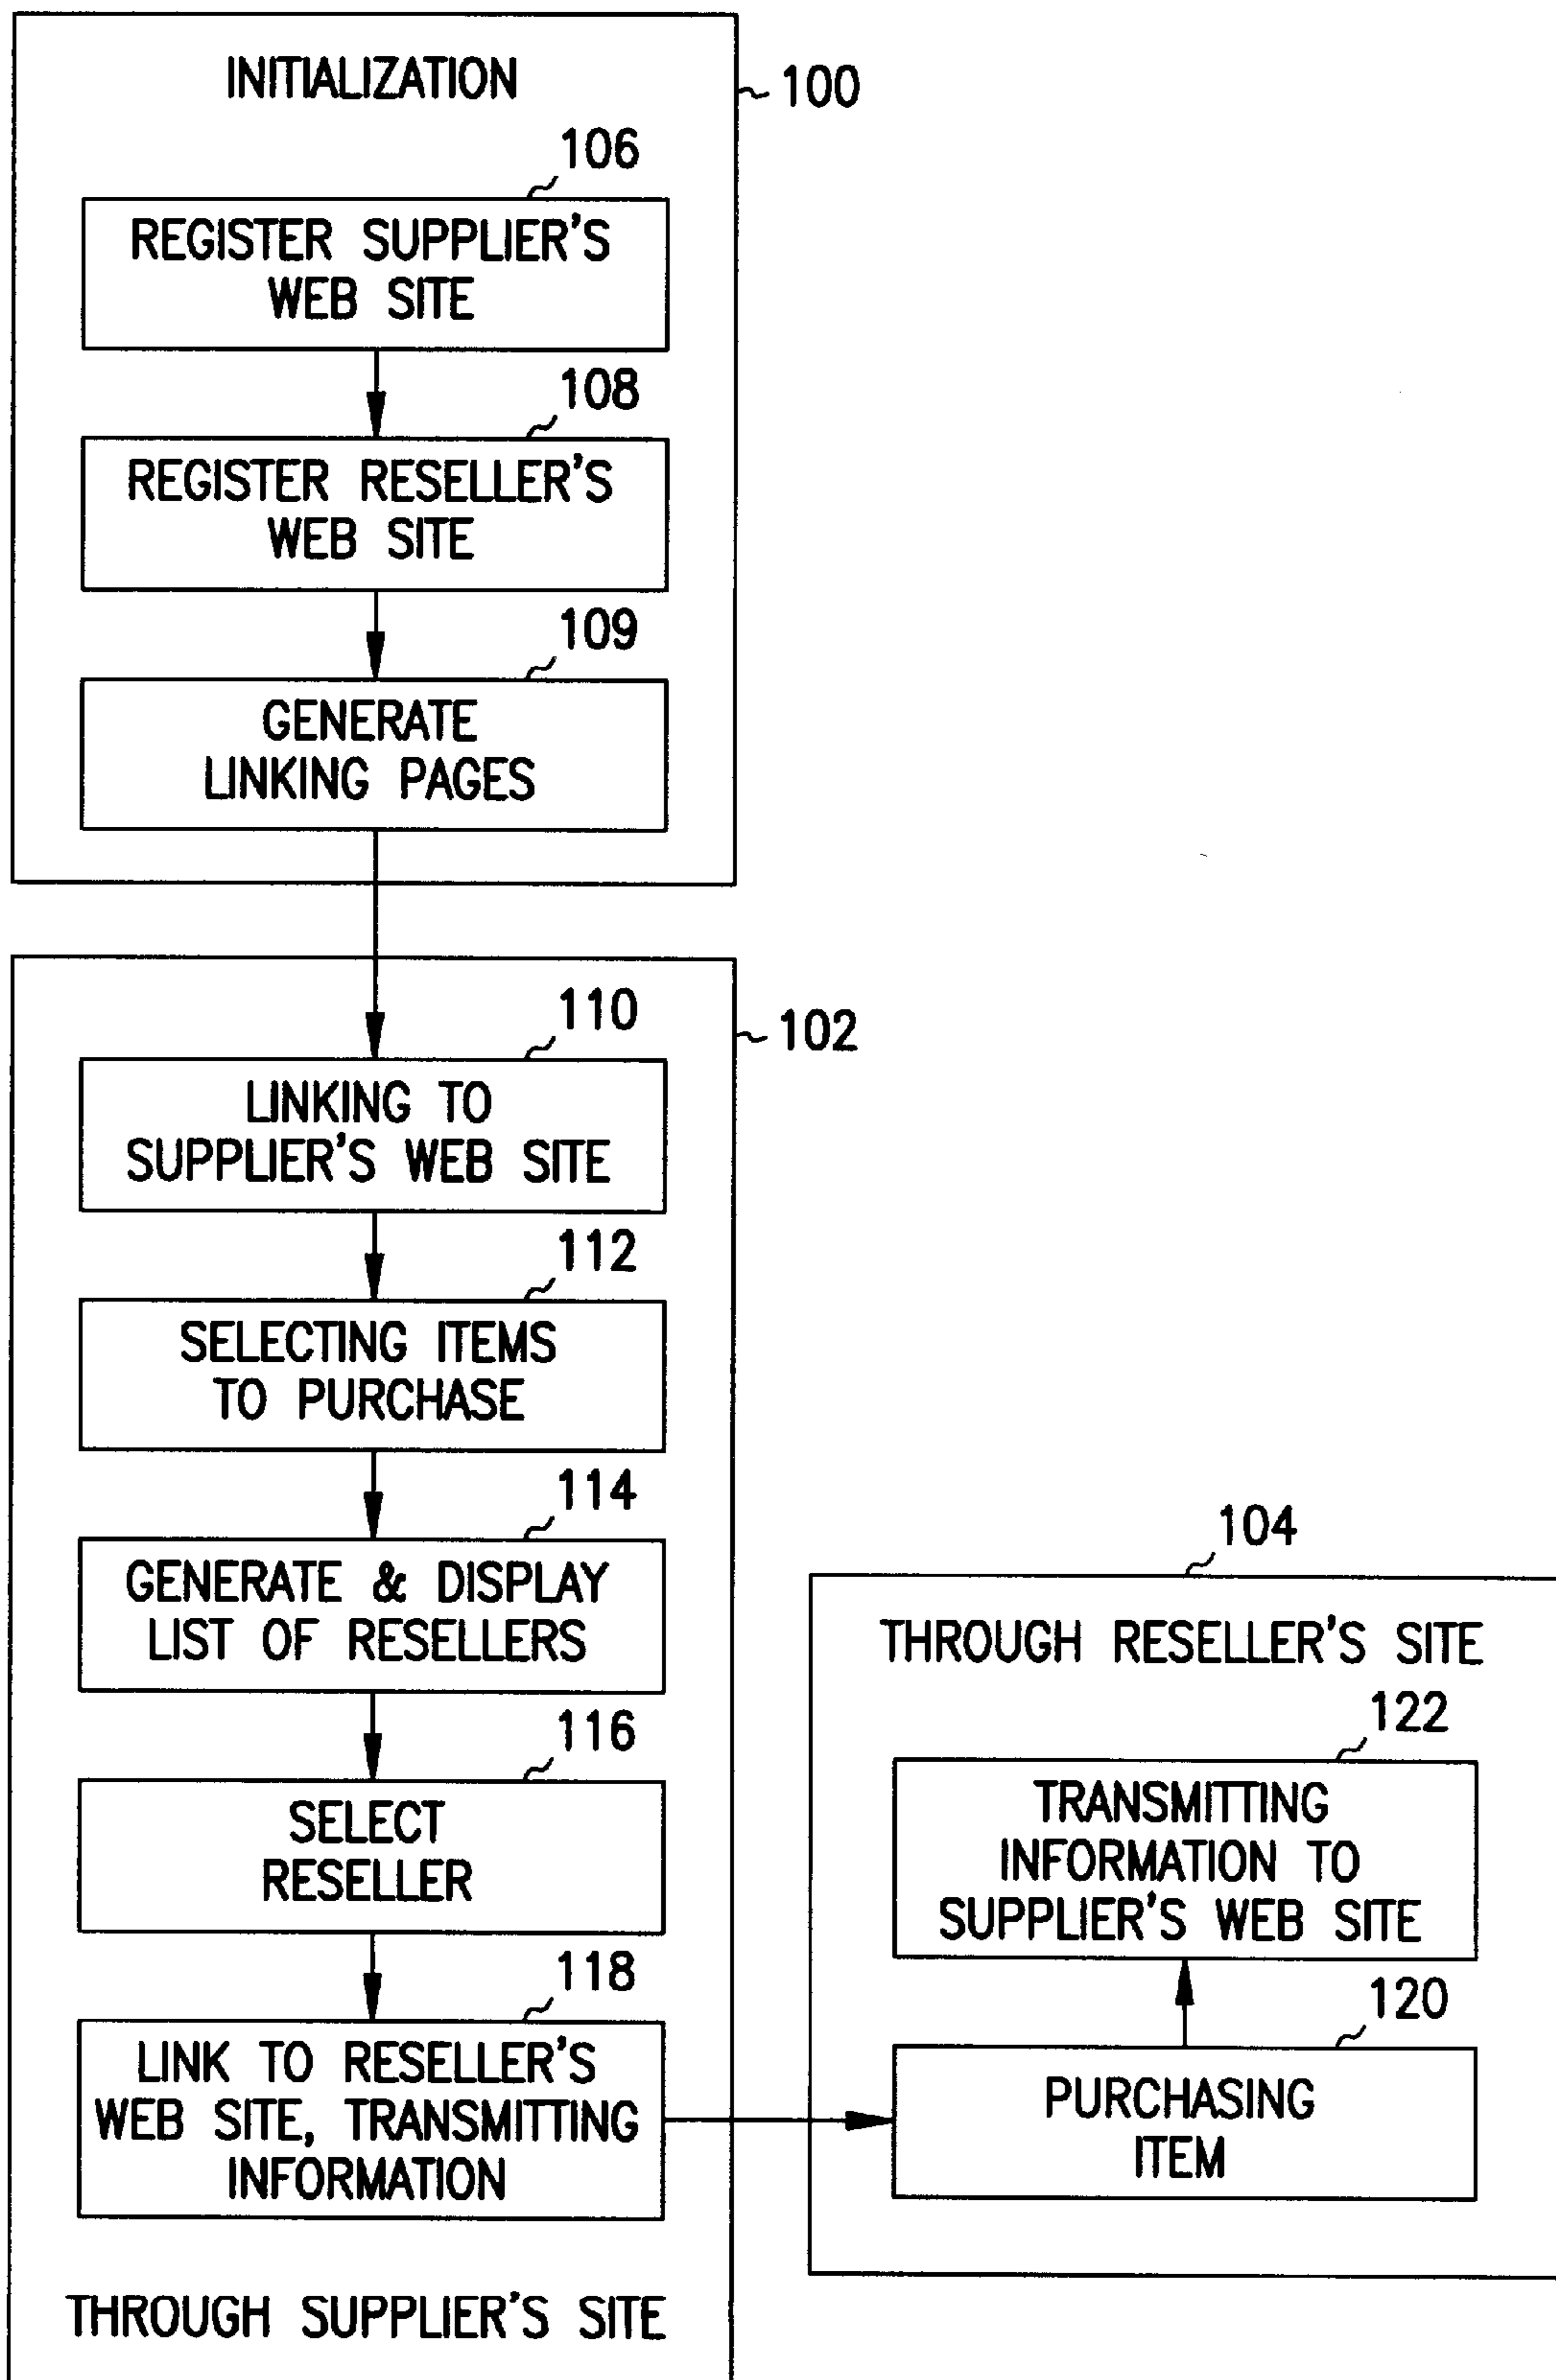 INITIALIZATION
100
106
REGISTER SUPPLIER'S
WEB SITE
108
REGISTER RESELLER'S
WEB SITE
109
GENERATE
LINKING PAGES
102
110
LINKING TO
SUPPLIER'S WEB SITE
112
SELECTING ITEMS
TO PURCHASE
114
GENERATE & DISPLAY
LIST OF RESELLERS
116
SELECT
RESELLER
118
LINK TO RESELLER'S
WEB SITE, TRANSMITTING
INFORMATION
THROUGH SUPPLIER'S SITE
104
THROUGH RESELLER'S SITE
122
TRANSMITTING
INFORMATION TO
SUPPLIER'S WEB SITE
120
PURCHASING
ITEM